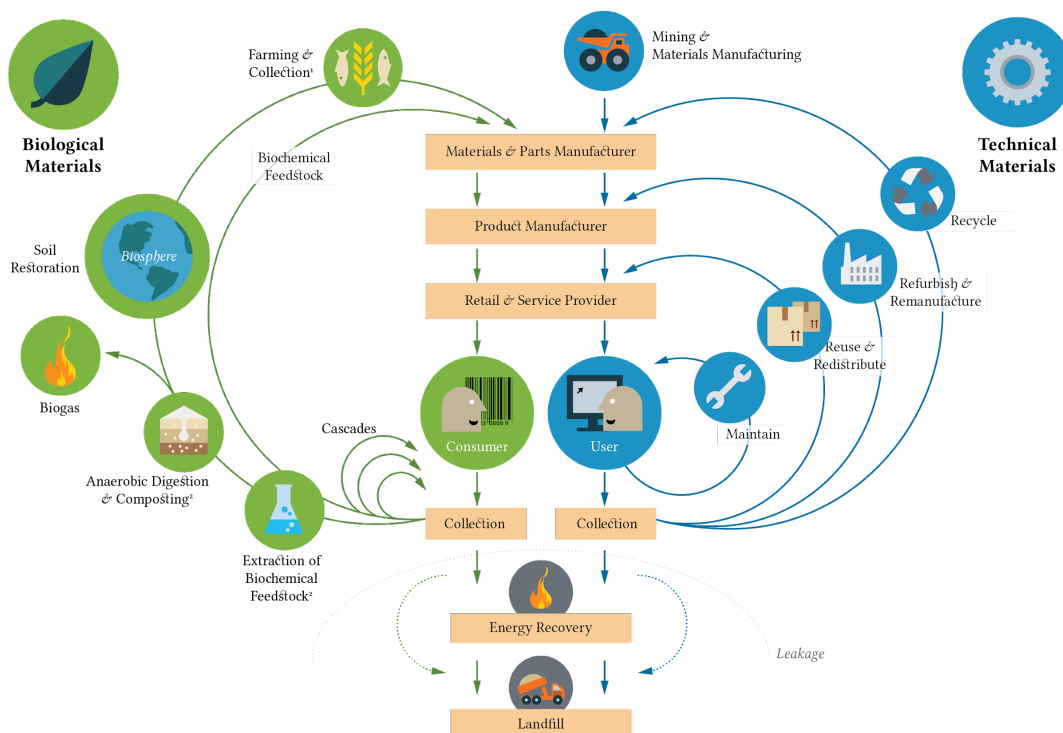 Farming &
Collection¹
Mining &
Materials Manufacturing
Biological
Materials
Technical
Materials
Materials & Parts Manufacturer
Biochemical
Feedstock
Recycle
Product Manufacturer
Soil
Restoration
Biosphere
Refurbish &
Remanufacture
Retail & Service Provider
Reuse &
Redistribute
Biogas
Cascades
Consumer
User
Maintain
Anaerobic Digestion
& Composting²
Collection
Collection
Extraction of
Biochemical
Feedstock²
Energy Recovery
Leakage
Landfill